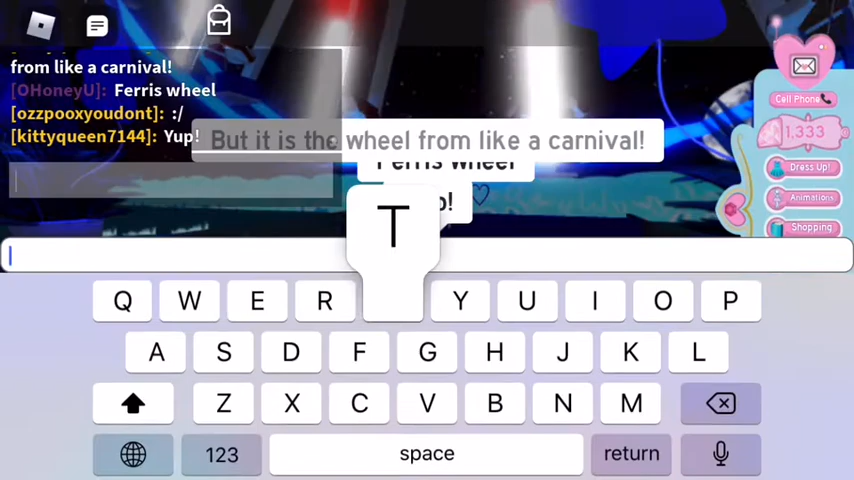 from like a carnival!
[OHoneyU]: Ferris wheel
[ozzpooxyoudont]: :/
[kittyqueen7144]: Yup!
But it is the wheel from like a carnival!
Ferris wheel
p!
Cell Phone
1,333
Dress Up!
Animations
Shopping
T
Q W E R Y U I O P
A S D F G H J K L
Z X C V B N M
123 space return